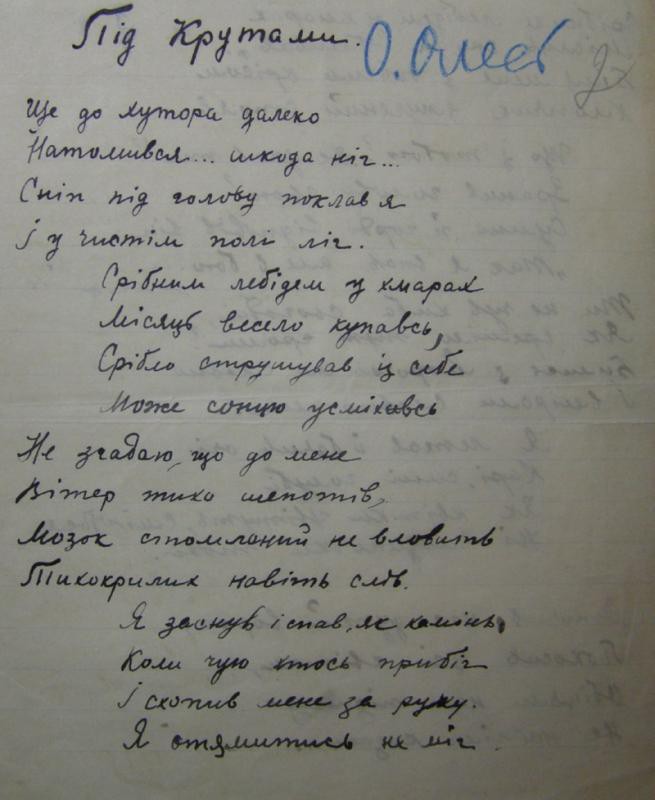 Під Крутами.
О. Олесь
Ще до хутора далеко
Натомився... шкода ніг...
Сніп під голову поклав я
І у чистім полі ліг.
Срібним лебідем у хмарах
Місяць весело купавсь,
Срібло струшував із себе
Може сонцю усміхавсь
Не згадаю, що до мене
Вітер тихо шепотів,
Мозок стомлений не вловить
Тихокрилих навіть слів.
Я заснув і спав, як камінь,
Коли чую хтось прибіг
І схопив мене за руку.
Я отямитись не міг.